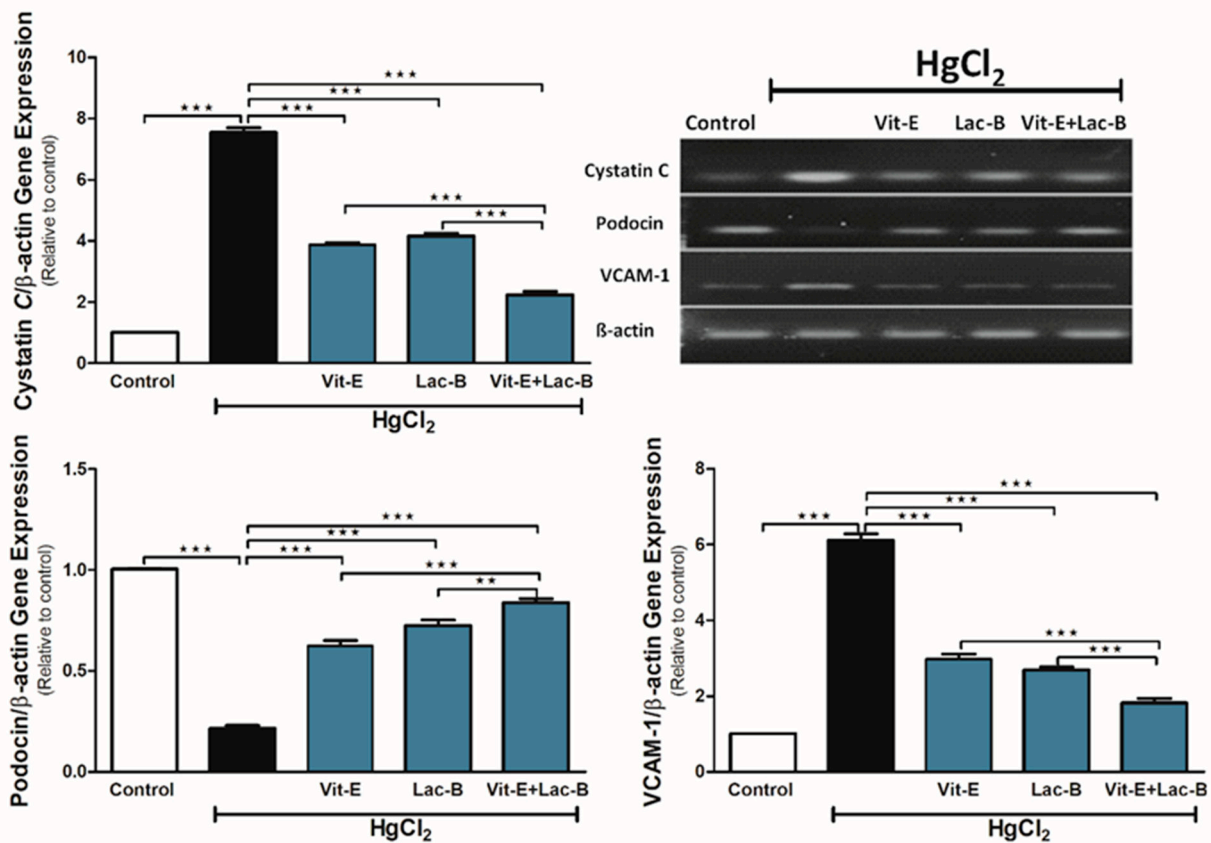 Cystatin C/β-actin Gene Expression
(Relative to control)
10
8
6
4
2
0
★★★
★★★
★★★ ★★★
★★★
★★★
Control Vit-E Lac-B Vit-E+Lac-B
HgCl₂
HgCl₂
Control Vit-E Lac-B Vit-E+Lac-B
Cystatin C
Podocin
VCAM-1
ß-actin
Podocin/β-actin Gene Expression
(Relative to control)
1.5
1.0
0.5
0.0
★★★
★★★
★★★ ★★★
★★★
★★
Control Vit-E Lac-B Vit-E+Lac-B
HgCl₂
VCAM-1/β-actin Gene Expression
(Relative to control)
8
6
4
2
0
★★★
★★★
★★★ ★★★
★★★
★★★
Control Vit-E Lac-B Vit-E+Lac-B
HgCl₂